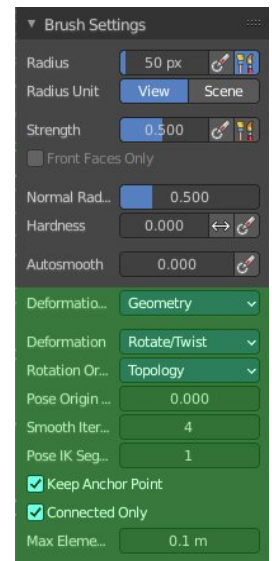 Brush Settings
Radius 50 px
Radius Unit View Scene
Strength 0.500
Front Faces Only
Normal Rad... 0.500
Hardness 0.000
Autosmooth 0.000
Deformatio... Geometry
Deformation Rotate/Twist
Rotation Or... Topology
Pose Origin ... 0.000
Smooth Iter... 4
Pose IK Seg... 1
Keep Anchor Point
Connected Only
Max Eleme... 0.1 m